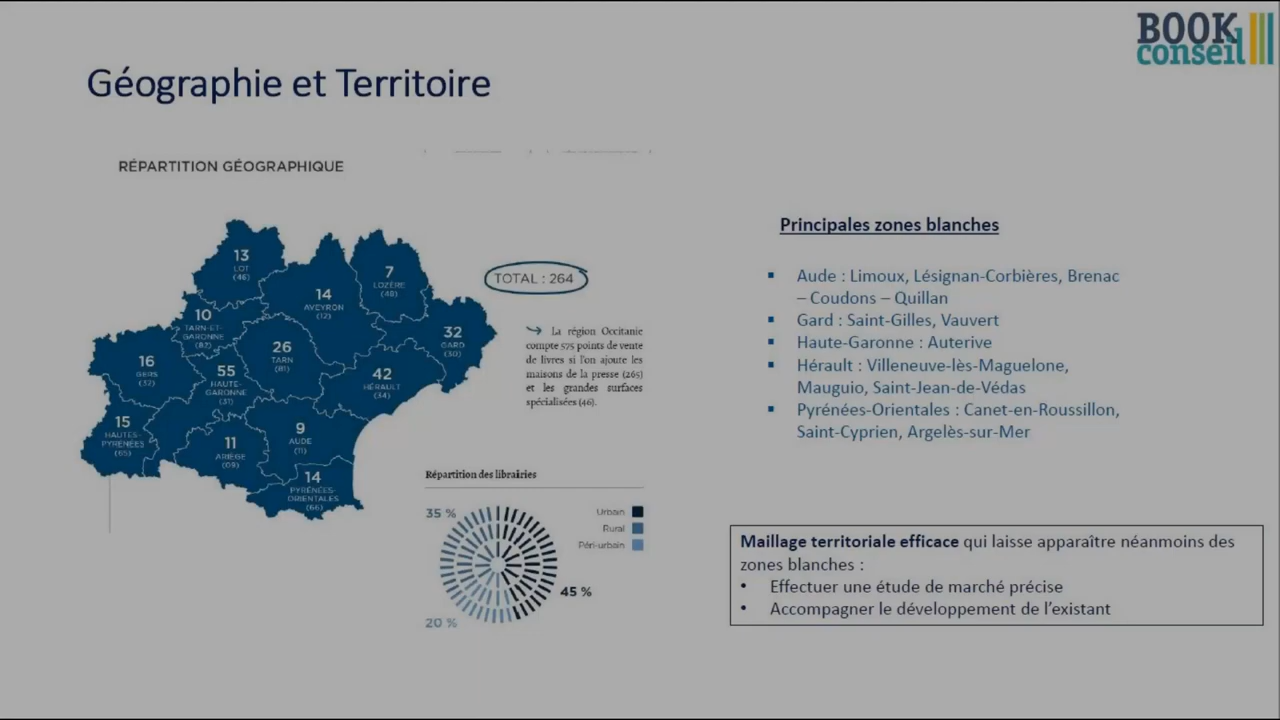 BOOK
conseil
Géographie et Territoire
RÉPARTITION GÉOGRAPHIQUE
13
LOT
(46)
7
LOZÈRE
(48)
14
AVEYRON
(12)
10
TARN-ET-
GARONNE
(82)
32
GARD
(30)
26
TARN
(81)
16
GERS
(32)
55
HAUTE-
GARONNE
(31)
42
HÉRAULT
(34)
15
HAUTES-
PYRÉNÉES
(65)
11
ARIÈGE
(09)
9
AUDE
(11)
14
PYRÉNÉES-
ORIENTALES
(66)
TOTAL : 264
La région Occitanie
compte 575 points de vente
de livres si l'on ajoute les
maisons de la presse (265)
et les grandes surfaces
spécialisées (46).
Répartition des librairies
35 %
Urbain
Rural
Péri-urbain
45 %
20 %
Principales zones blanches
▪ Aude : Limoux, Lésignan-Corbières, Brenac
– Coudons – Quillan
▪ Gard : Saint-Gilles, Vauvert
▪ Haute-Garonne : Auterive
▪ Hérault : Villeneuve-lès-Maguelone,
Mauguio, Saint-Jean-de-Védas
▪ Pyrénées-Orientales : Canet-en-Roussillon,
Saint-Cyprien, Argelès-sur-Mer
Maillage territoriale efficace qui laisse apparaître néanmoins des
zones blanches :
• Effectuer une étude de marché précise
• Accompagner le développement de l'existant